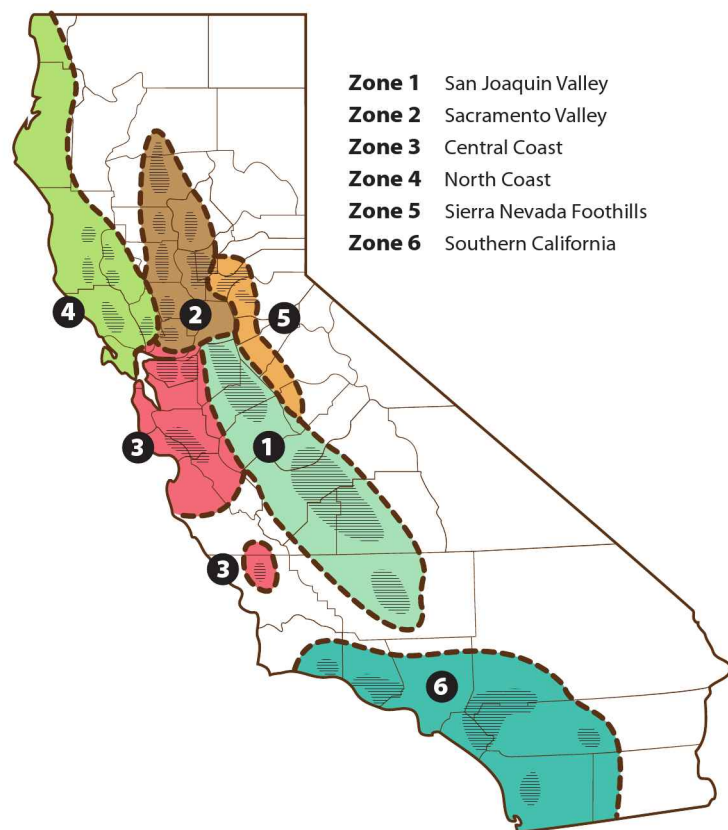 Zone 1 San Joaquin Valley
Zone 2 Sacramento Valley
Zone 3 Central Coast
Zone 4 North Coast
Zone 5 Sierra Nevada Foothills
Zone 6 Southern California
4
2
5
3
1
3
6